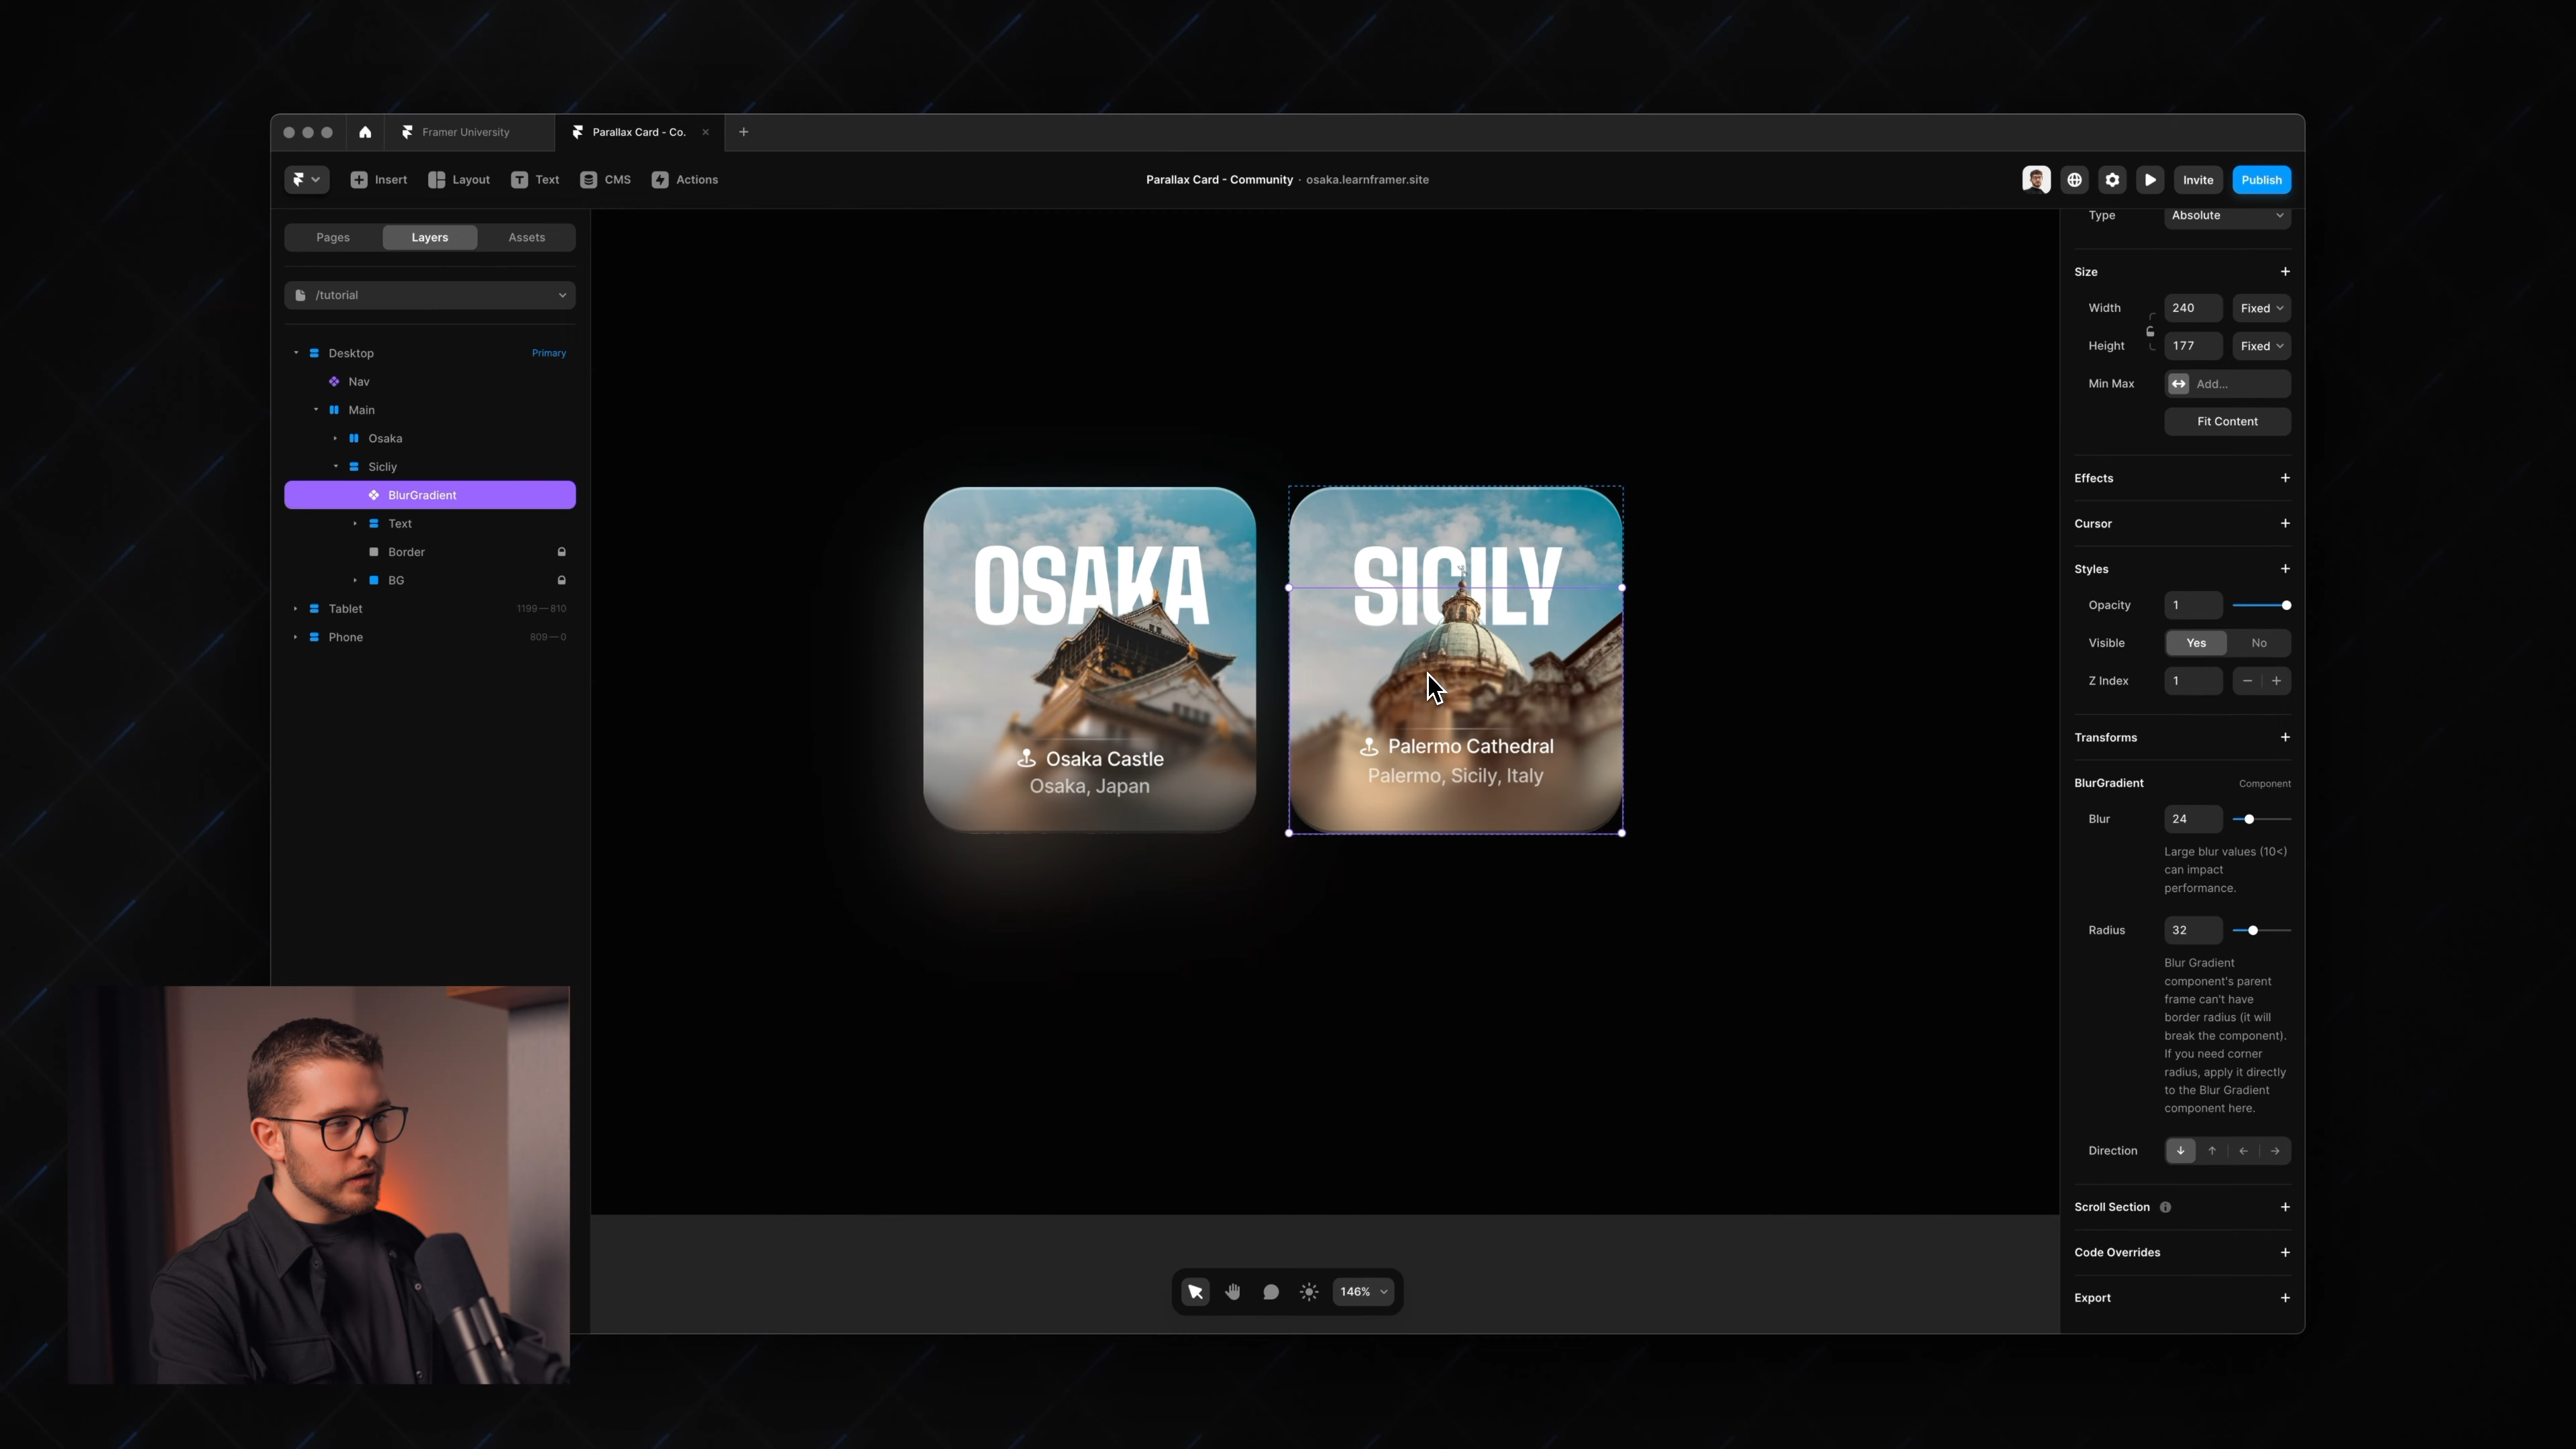 Framer University
Parallax Card - Co.
Insert
Layout
Text
CMS
Actions
Parallax Card - Community · osaka.learnframer.site
Invite
Publish
Pages
Layers
Assets
/tutorial
Desktop
Primary
Nav
Main
Osaka
Sicliy
BlurGradient
Text
Border
BG
Tablet
1199—810
Phone
809—0
OSAKA
Osaka Castle
Osaka, Japan
SICILY
Palermo Cathedral
Palermo, Sicily, Italy
146%
Type
Absolute
Size
Width
240
Fixed
Height
177
Fixed
Min Max
Add...
Fit Content
Effects
Cursor
Styles
Opacity
1
Visible
Yes
No
Z Index
1
Transforms
BlurGradient
Component
Blur
24
Large blur values (10<)
can impact
performance.
Radius
32
Blur Gradient
component's parent
frame can't have
border radius (it will
break the component).
If you need corner
radius, apply it directly
to the Blur Gradient
component here.
Direction
Scroll Section
Code Overrides
Export